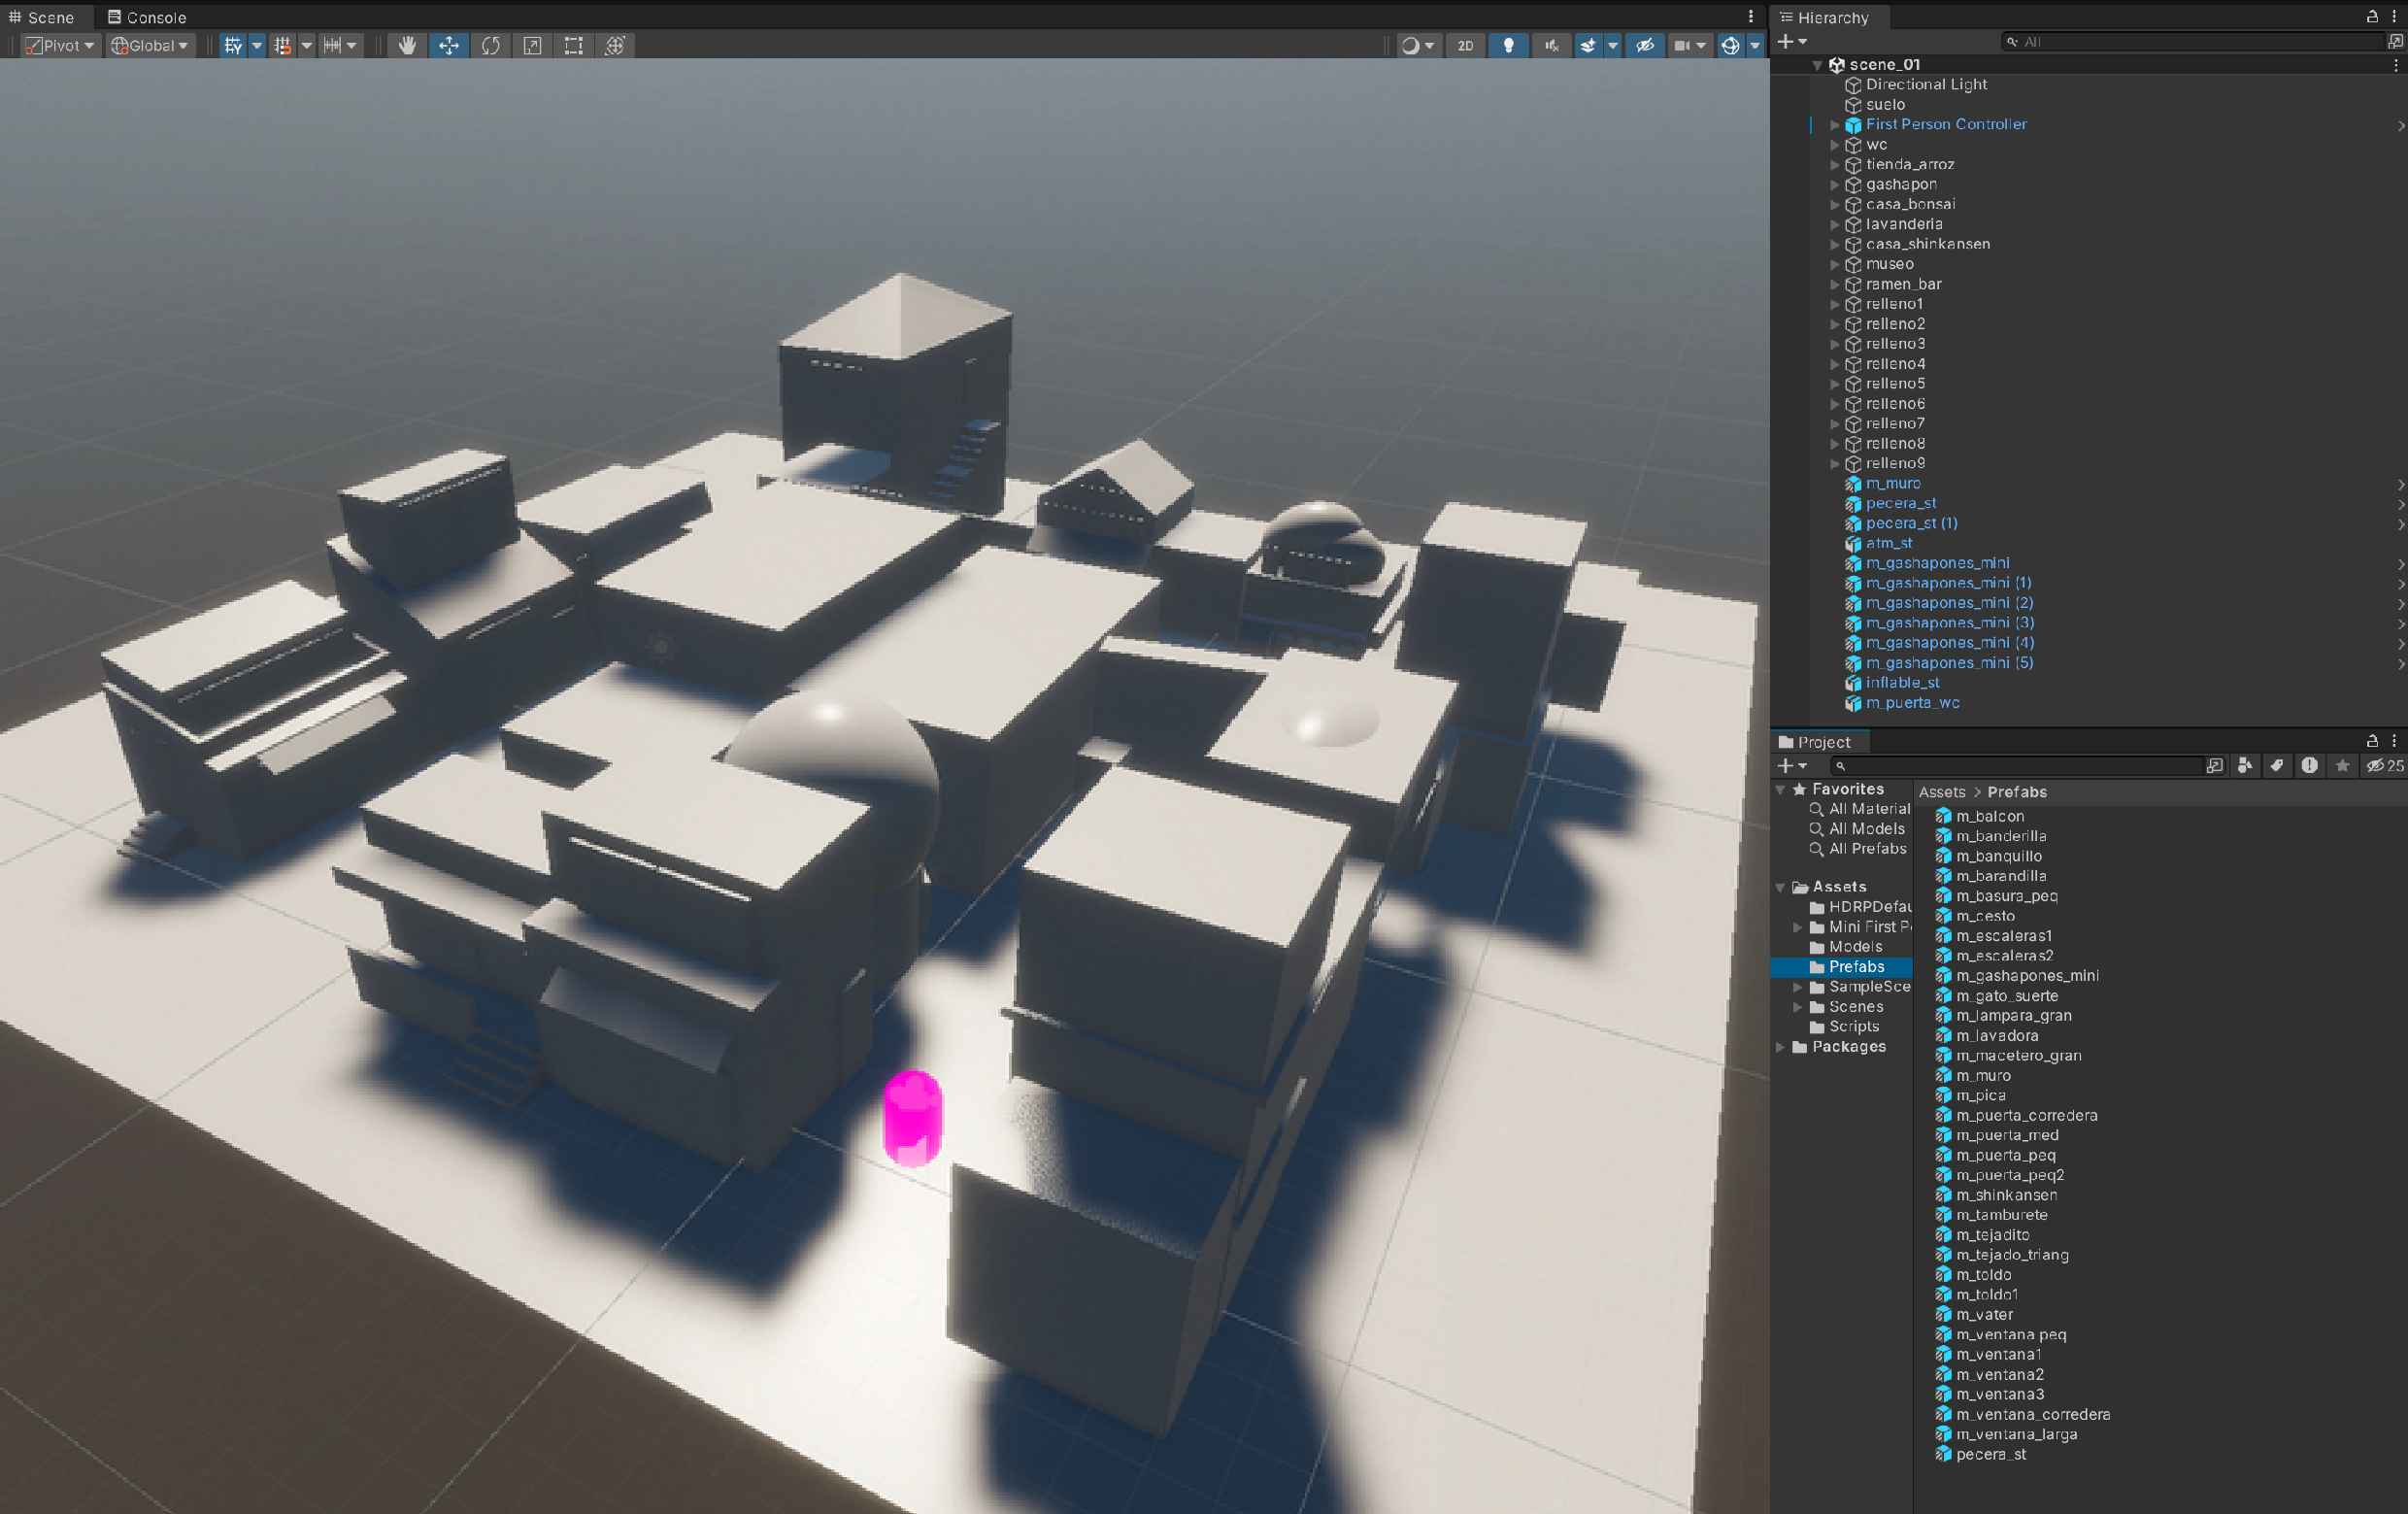 Scene
Console
Pivot
Global
2D
Hierarchy
All
scene_01
Directional Light
suelo
First Person Controller
wc
tienda_arroz
gashapon
casa_bonsai
lavanderia
casa_shinkansen
museo
ramen_bar
relleno1
relleno2
relleno3
relleno4
relleno5
relleno6
relleno7
relleno8
relleno9
m_muro
pecera_st
pecera_st (1)
atm_st
m_gashapones_mini
m_gashapones_mini (1)
m_gashapones_mini (2)
m_gashapones_mini (3)
m_gashapones_mini (4)
m_gashapones_mini (5)
inflable_st
m_puerta_wc
Project
25
Favorites
All Material
All Models
All Prefabs
Assets
HDRPDefau
Mini First P
Models
Prefabs
SampleSce
Scenes
Scripts
Packages
Assets > Prefabs
m_balcon
m_banderilla
m_banquillo
m_barandilla
m_basura_peq
m_cesto
m_escaleras1
m_escaleras2
m_gashapones_mini
m_gato_suerte
m_lampara_gran
m_lavadora
m_macetero_gran
m_muro
m_pica
m_puerta_corredera
m_puerta_med
m_puerta_peq
m_puerta_peq2
m_shinkansen
m_tamburete
m_tejadito
m_tejado_triang
m_toldo
m_toldo1
m_vater
m_ventana peq
m_ventana1
m_ventana2
m_ventana3
m_ventana_corredera
m_ventana_larga
pecera_st